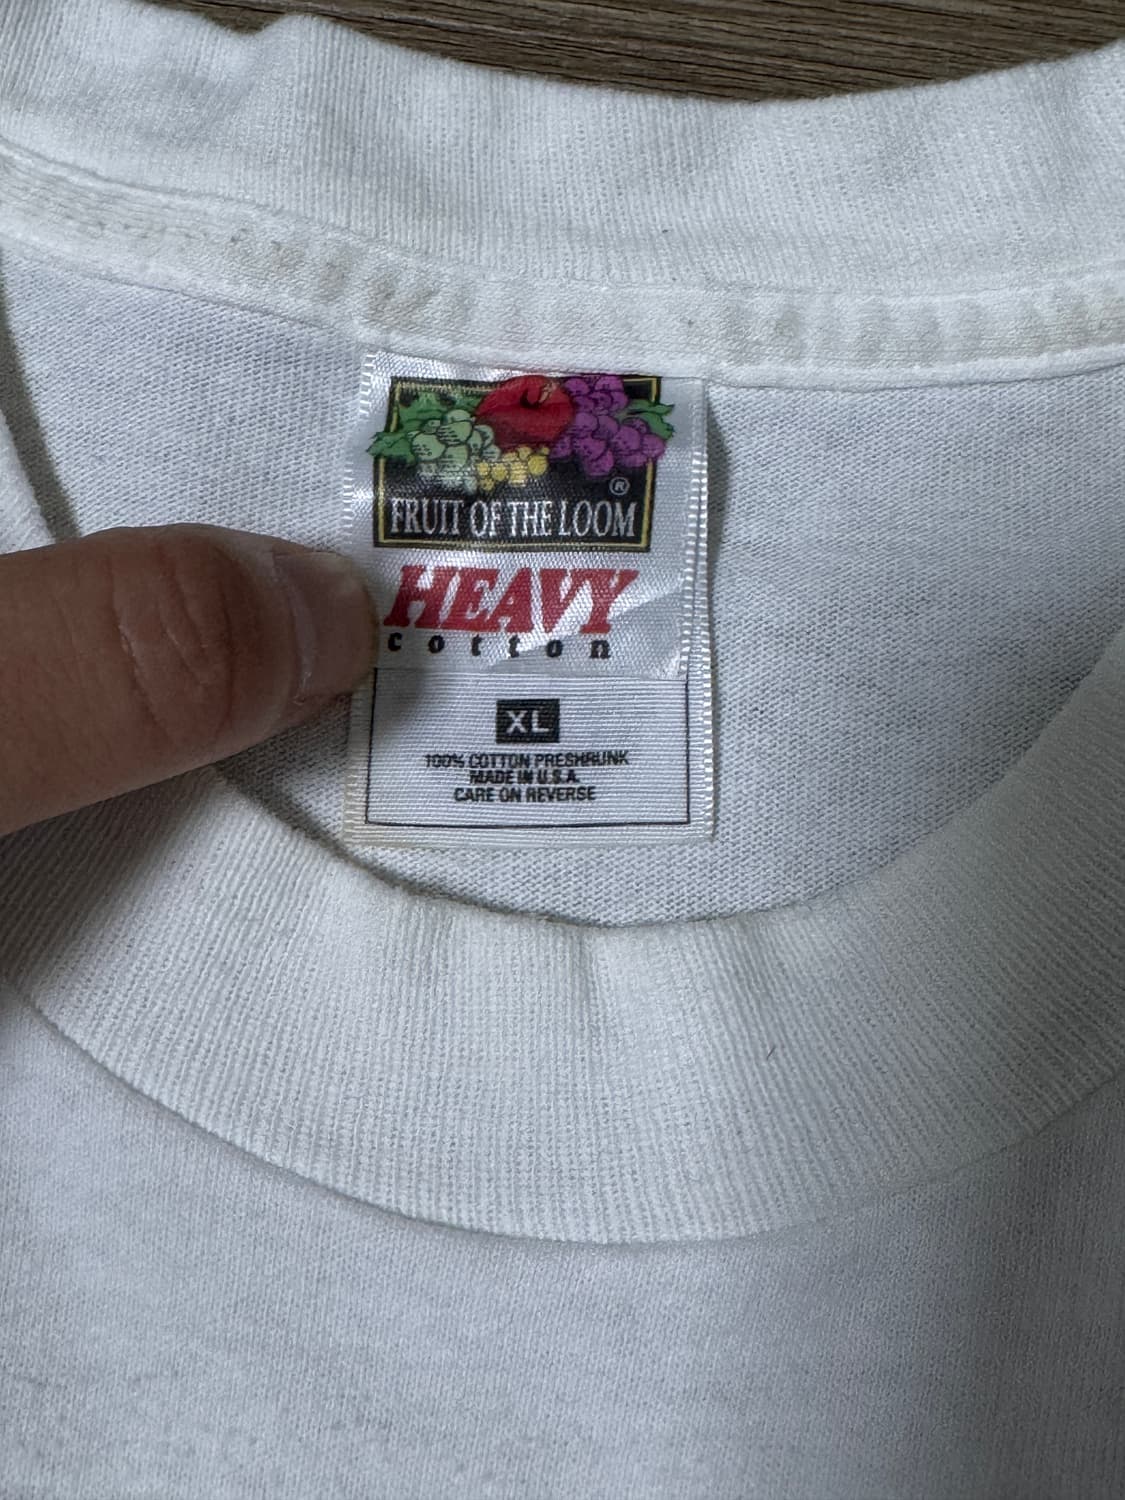 ®
FRUIT OF THE LOOM
HEAVY
cotton
XL
100% COTTON PRESHRUNK
MADE IN U.S.A.
CARE ON REVERSE